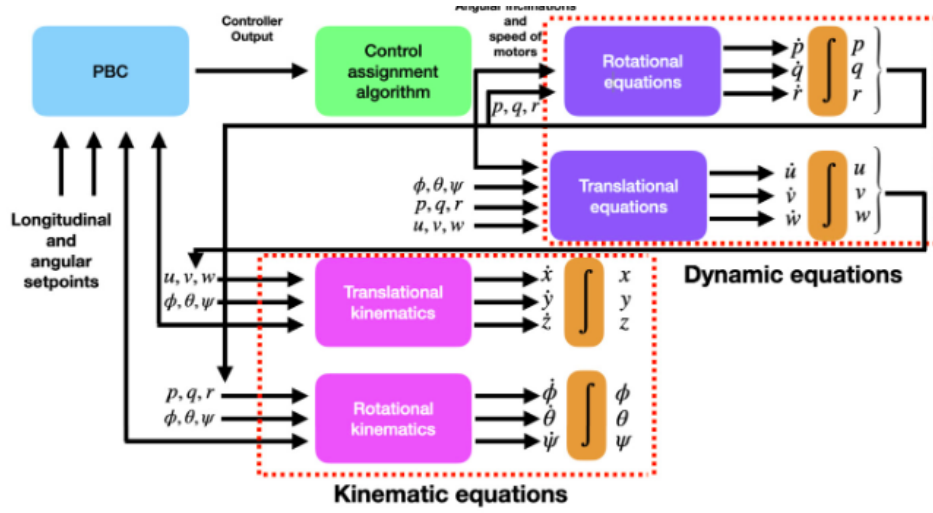 Controller
Output
Angular inclinations
and
speed of
motors
PBC
Control
assignment
algorithm
Rotational
equations
ṗ
q̇
ṙ
∫
p
q
r
p, q, r
Translational
equations
u̇
v̇
ẇ
∫
u
v
w
ϕ, θ, ψ
p, q, r
u, v, w
Longitudinal
and
angular
setpoints
Dynamic equations
u, v, w
ϕ, θ, ψ
Translational
kinematics
ẋ
ẏ
ż
∫
x
y
z
p, q, r
ϕ, θ, ψ
Rotational
kinematics
ϕ̇
θ̇
ψ̇
∫
ϕ
θ
ψ
Kinematic equations